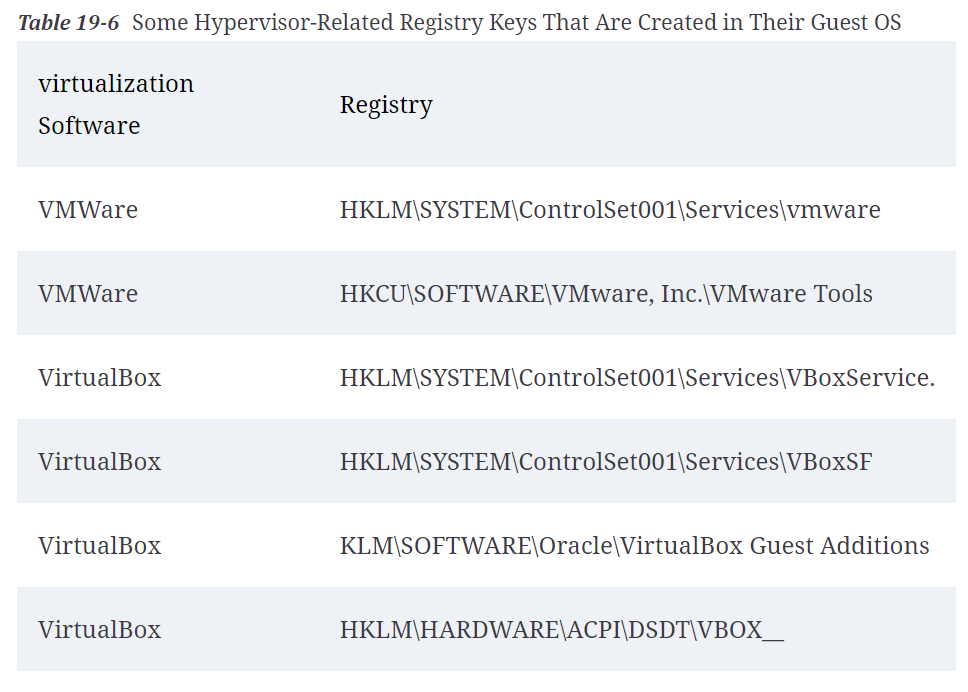 Table 19-6 Some Hypervisor-Related Registry Keys That Are Created in Their Guest OS
virtualization
Software
Registry
VMWare HKLM\SYSTEM\ControlSet001\Services\vmware
VMWare HKCU\SOFTWARE\VMware, Inc.\VMware Tools
VirtualBox HKLM\SYSTEM\ControlSet001\Services\VBoxService.
VirtualBox HKLM\SYSTEM\ControlSet001\Services\VBoxSF
VirtualBox KLM\SOFTWARE\Oracle\VirtualBox Guest Additions
VirtualBox HKLM\HARDWARE\ACPI\DSDT\VBOX__